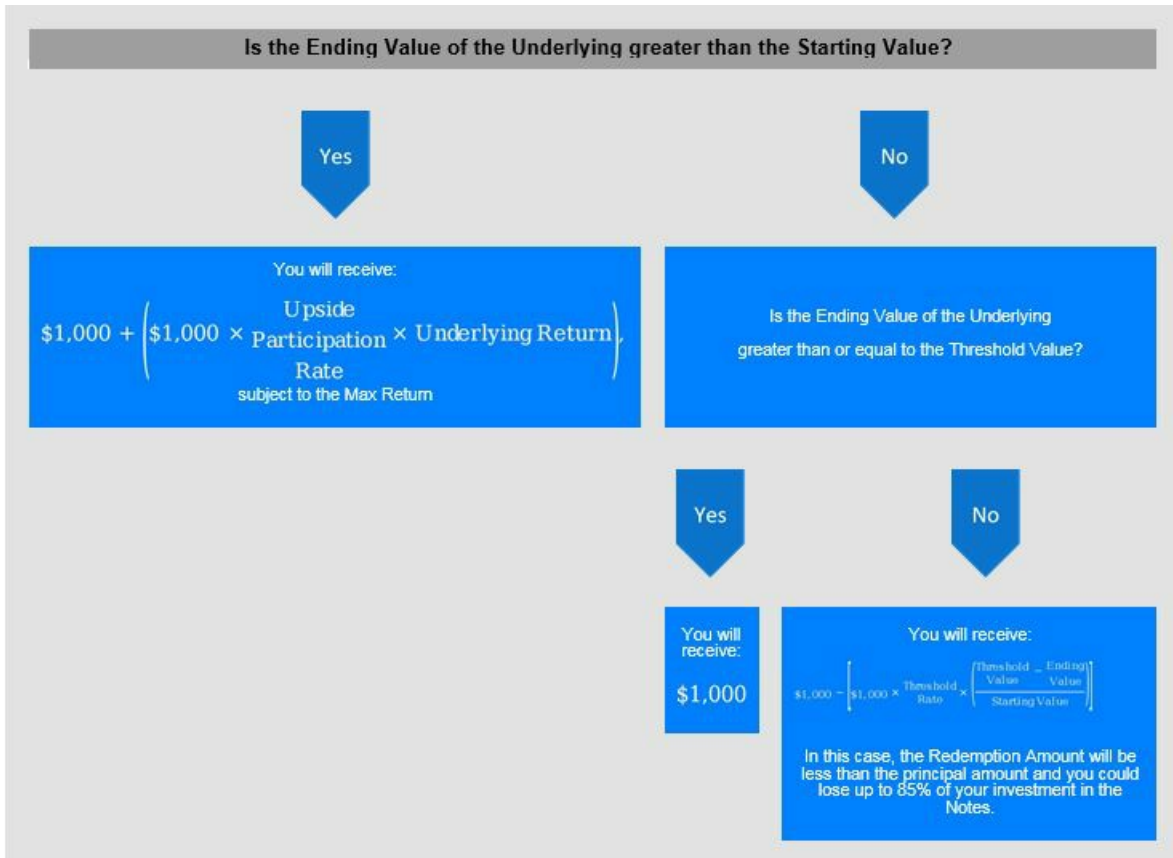 Is the Ending Value of the Underlying greater than the Starting Value?
Yes
No
You will receive:
$1,000 + ($1,000 × Upside Participation Rate × Underlying Return),
subject to the Max Return
Is the Ending Value of the Underlying
greater than or equal to the Threshold Value?
Yes
No
You will
receive:
$1,000
You will receive:
$1,000 − [$1,000 × Threshold Rate × (Threshold Value − Ending Value / Starting Value)]
In this case, the Redemption Amount will be
less than the principal amount and you could
lose up to 85% of your investment in the
Notes.